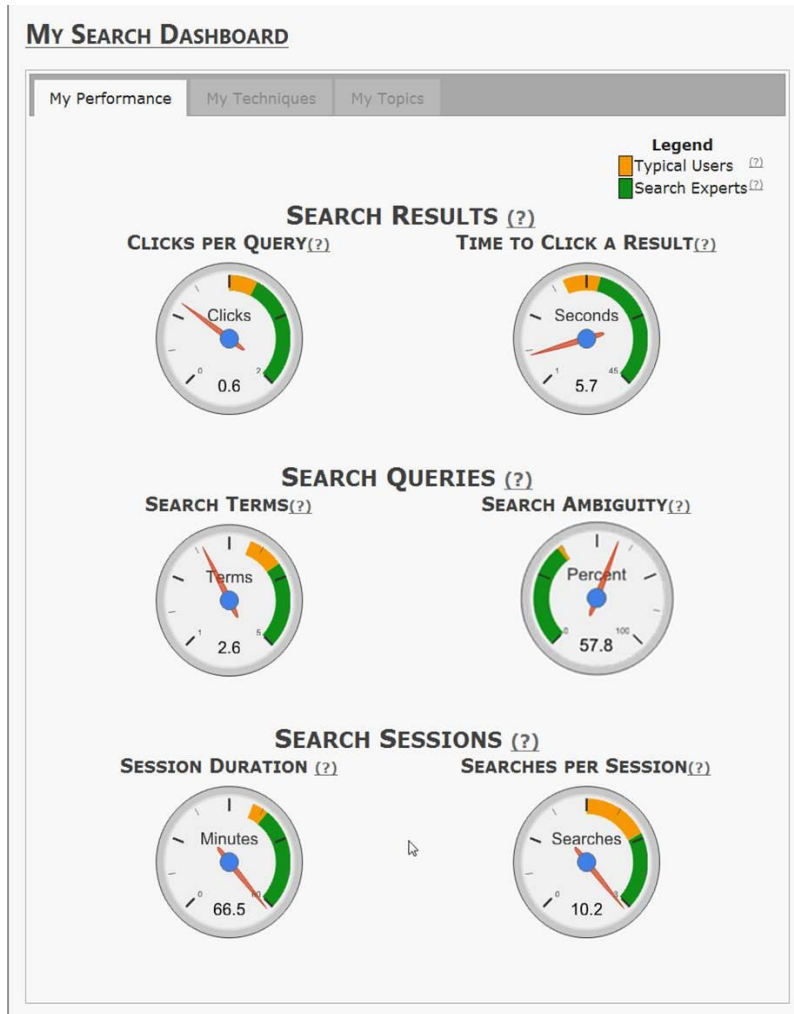 My Search Dashboard
My Performance My Techniques My Topics
Legend
Typical Users (?)
Search Experts (?)
Search Results (?)
Clicks per Query(?) Time to Click a Result(?)
Clicks Seconds
0 2 1 45
0.6 5.7
Search Queries (?)
Search Terms(?) Search Ambiguity(?)
Terms Percent
1 5 0 100
2.6 57.8
Search Sessions (?)
Session Duration (?) Searches per Session(?)
Minutes Searches
0 0
66.5 10.2